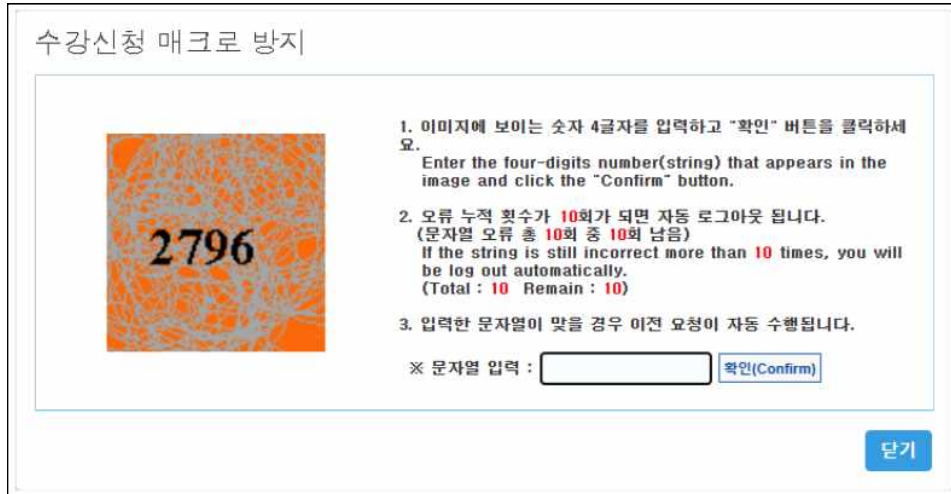 수강신청 매크로 방지
2796
1. 이미지에 보이는 숫자 4글자를 입력하고 "확인" 버튼을 클릭하세
요.
Enter the four-digits number(string) that appears in the
image and click the "Confirm" button.
2. 오류 누적 횟수가 10회가 되면 자동 로그아웃 됩니다.
(문자열 오류 총 10회 중 10회 남음)
If the string is still incorrect more than 10 times, you will
be log out automatically.
(Total : 10 Remain : 10)
3. 입력한 문자열이 맞을 경우 이전 요청이 자동 수행됩니다.
※ 문자열 입력 : 확인(Confirm)
닫기